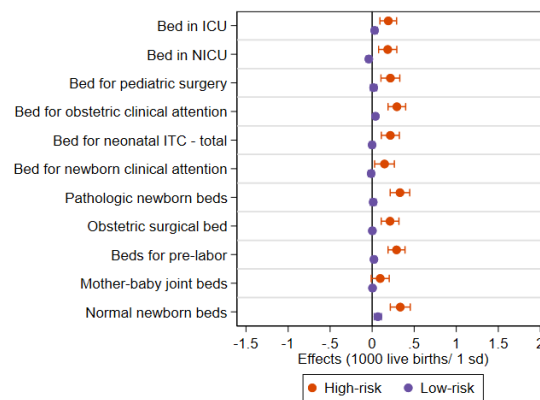 Bed in ICU
Bed in NICU
Bed for pediatric surgery
Bed for obstetric clinical attention
Bed for neonatal ITC - total
Bed for newborn clinical attention
Pathologic newborn beds
Obstetric surgical bed
Beds for pre-labor
Mother-baby joint beds
Normal newborn beds
-1.5 -1 -.5 0 .5 1 1.5 2
Effects (1000 live births/ 1 sd)
High-risk Low-risk